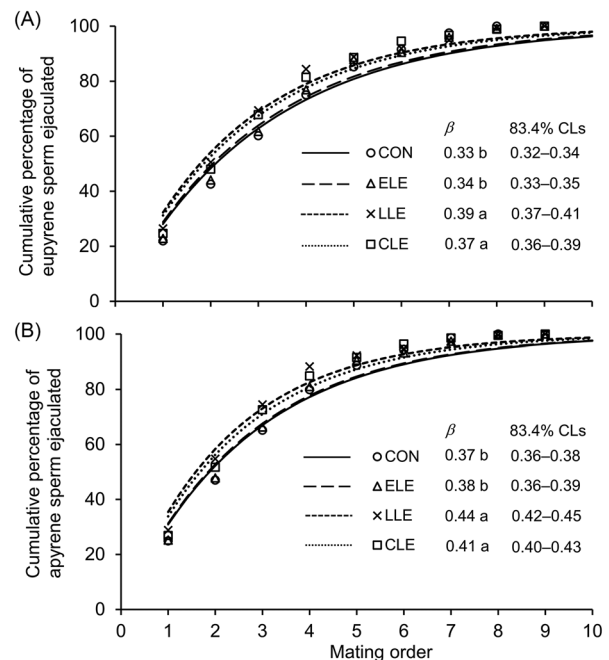 (A)
Cumulative percentage of
eupyrene sperm ejaculated
100
80
60
40
20
0
β 83.4% CLs
CON 0.33 b 0.32–0.34
ELE 0.34 b 0.33–0.35
LLE 0.39 a 0.37–0.41
CLE 0.37 a 0.36–0.39
(B)
Cumulative percentage of
apyrene sperm ejaculated
100
80
60
40
20
0
β 83.4% CLs
CON 0.37 b 0.36–0.38
ELE 0.38 b 0.36–0.39
LLE 0.44 a 0.42–0.45
CLE 0.41 a 0.40–0.43
0 1 2 3 4 5 6 7 8 9 10
Mating order